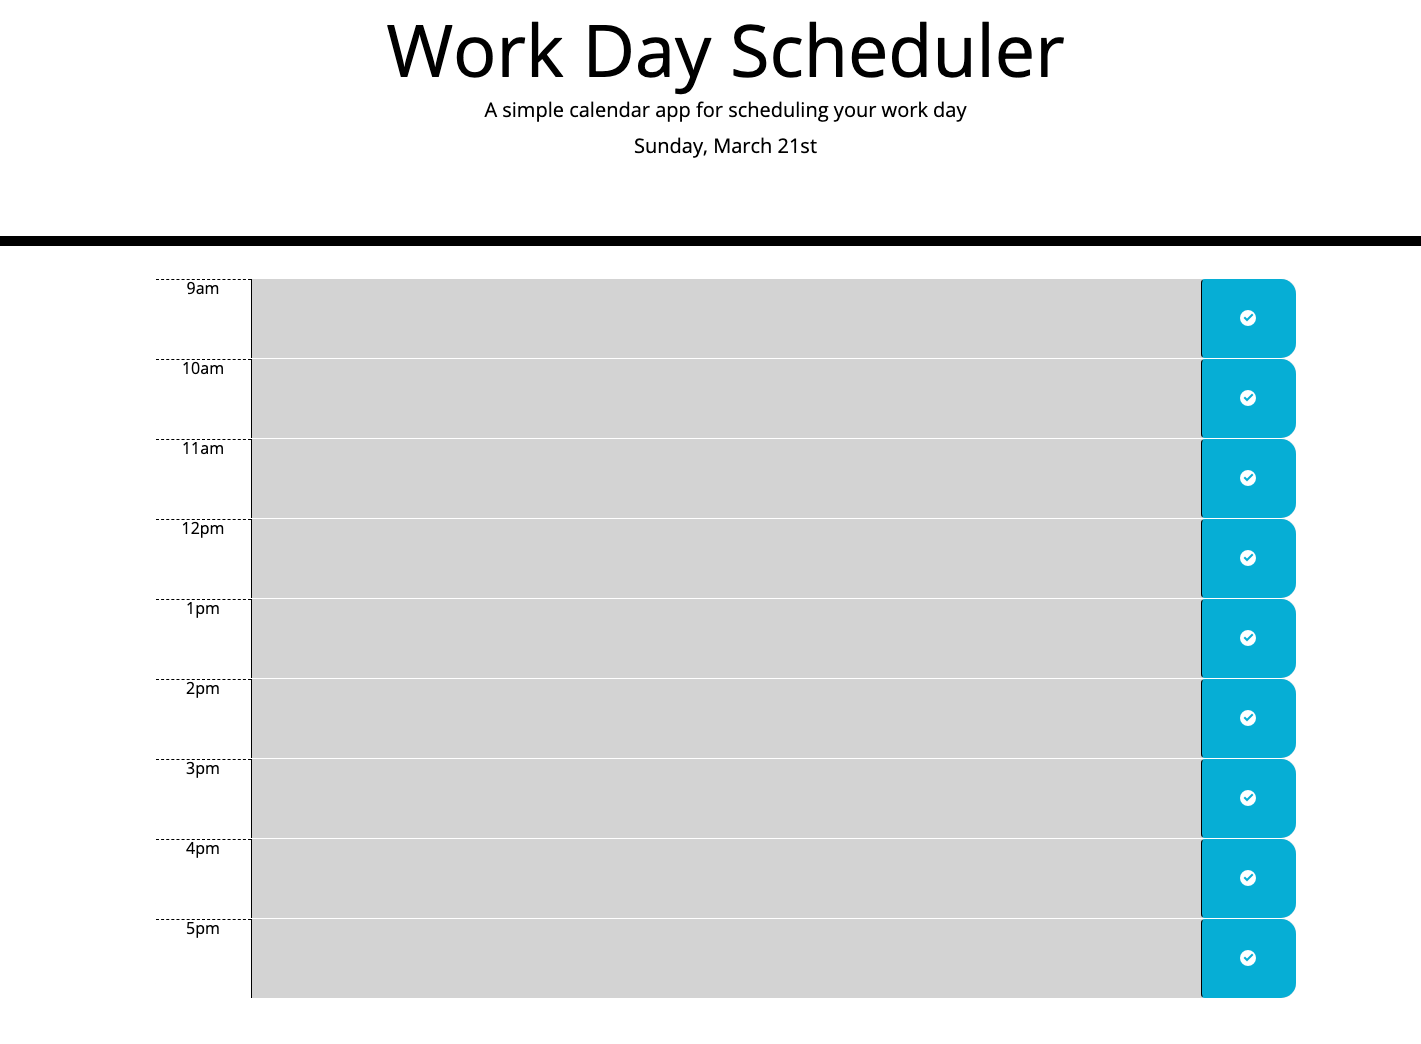 Work Day Scheduler
A simple calendar app for scheduling your work day
Sunday, March 21st
9am
10am
11am
12pm
1pm
2pm
3pm
4pm
5pm